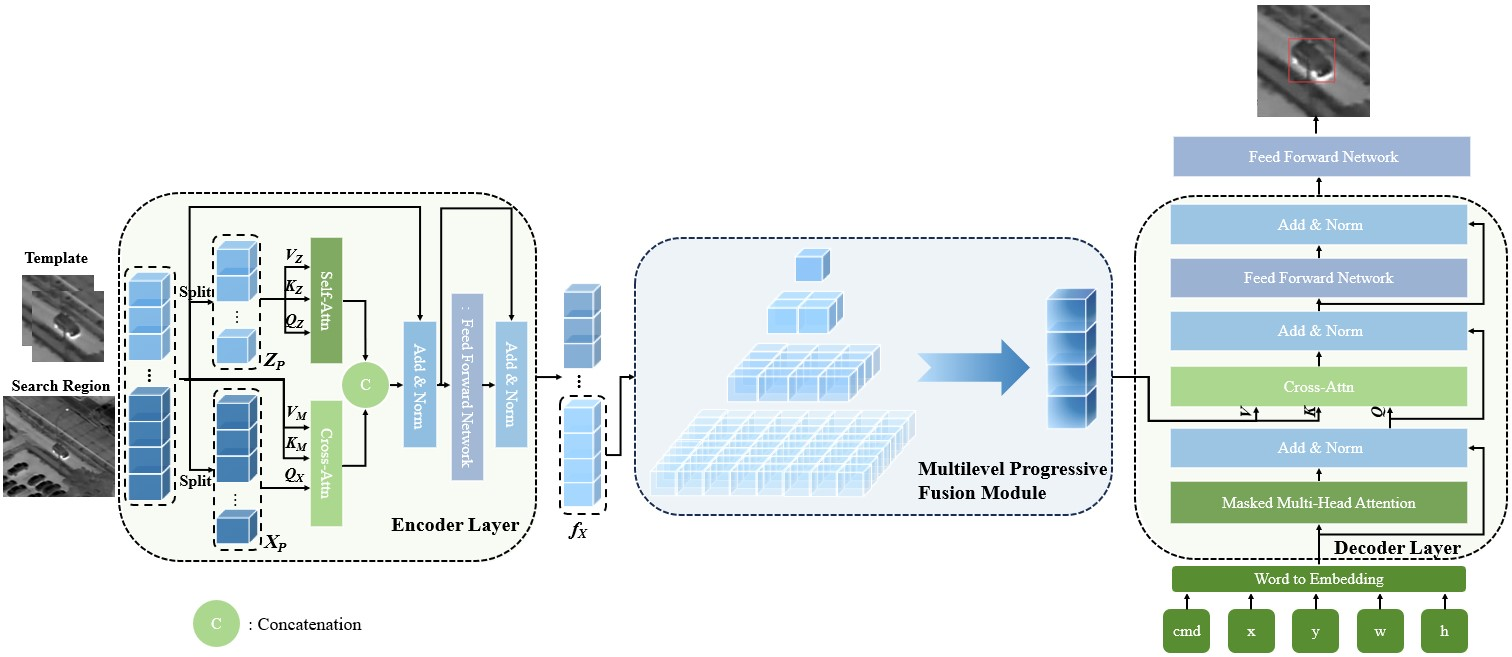 Template
Search Region
Split
Split
Z_P
X_P
V_Z
K_Z
Q_Z
V_M
K_M
Q_X
Self-Attn
Cross-Attn
C
Add & Norm
: Feed Forward Network
Add & Norm
Encoder Layer
f_X
C : Concatenation
Multilevel Progressive
Fusion Module
Feed Forward Network
Add & Norm
Feed Forward Network
Add & Norm
Cross-Attn
V K Q
Add & Norm
Masked Multi-Head Attention
Decoder Layer
Word to Embedding
cmd x y w h